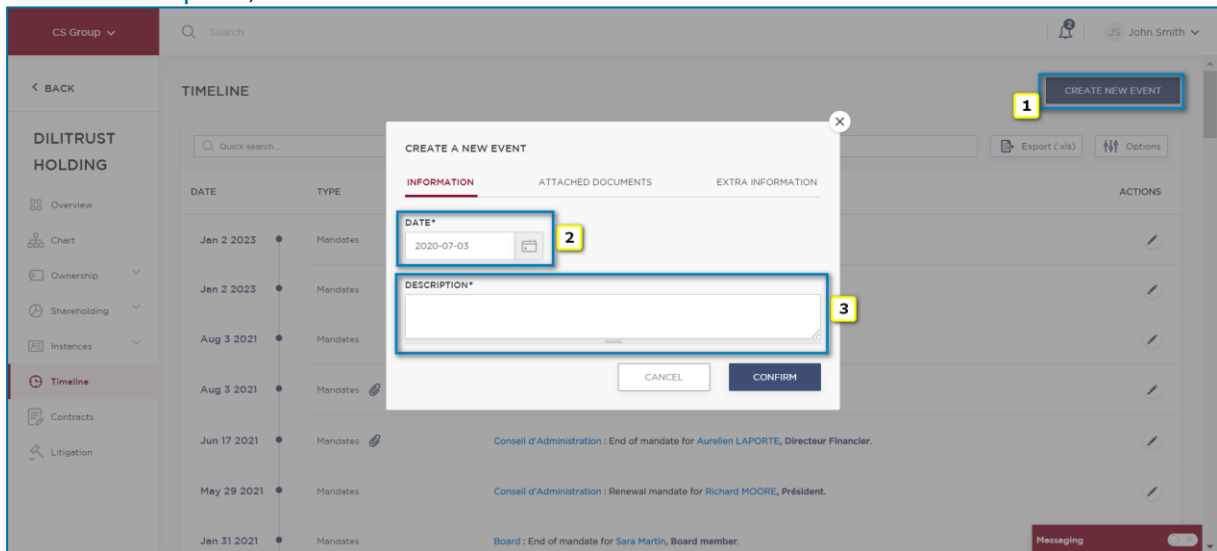 CS Group
Search
2
JS John Smith
BACK
TIMELINE
CREATE NEW EVENT
1
DILITRUST
HOLDING
Quick search..
Export (.xls)
Options
CREATE A NEW EVENT
INFORMATION ATTACHED DOCUMENTS EXTRA INFORMATION
DATE TYPE ACTIONS
Overview
Chart
Ownership
Shareholding
Instances
Timeline
Contracts
Litigation
DATE*
2020-07-03
2
DESCRIPTION*
3
CANCEL CONFIRM
Jan 2 2023 Mandates
Jan 2 2023 Mandates
Aug 3 2021 Mandates
Aug 3 2021 Mandates
Jun 17 2021 Mandates Conseil d'Administration : End of mandate for Aurelien LAPORTE, Directeur Financier.
May 29 2021 Mandates Conseil d'Administration : Renewal mandate for Richard MOORE, Président.
Jan 31 2021 Mandates Board : End of mandate for Sara Martin, Board member.
Messaging